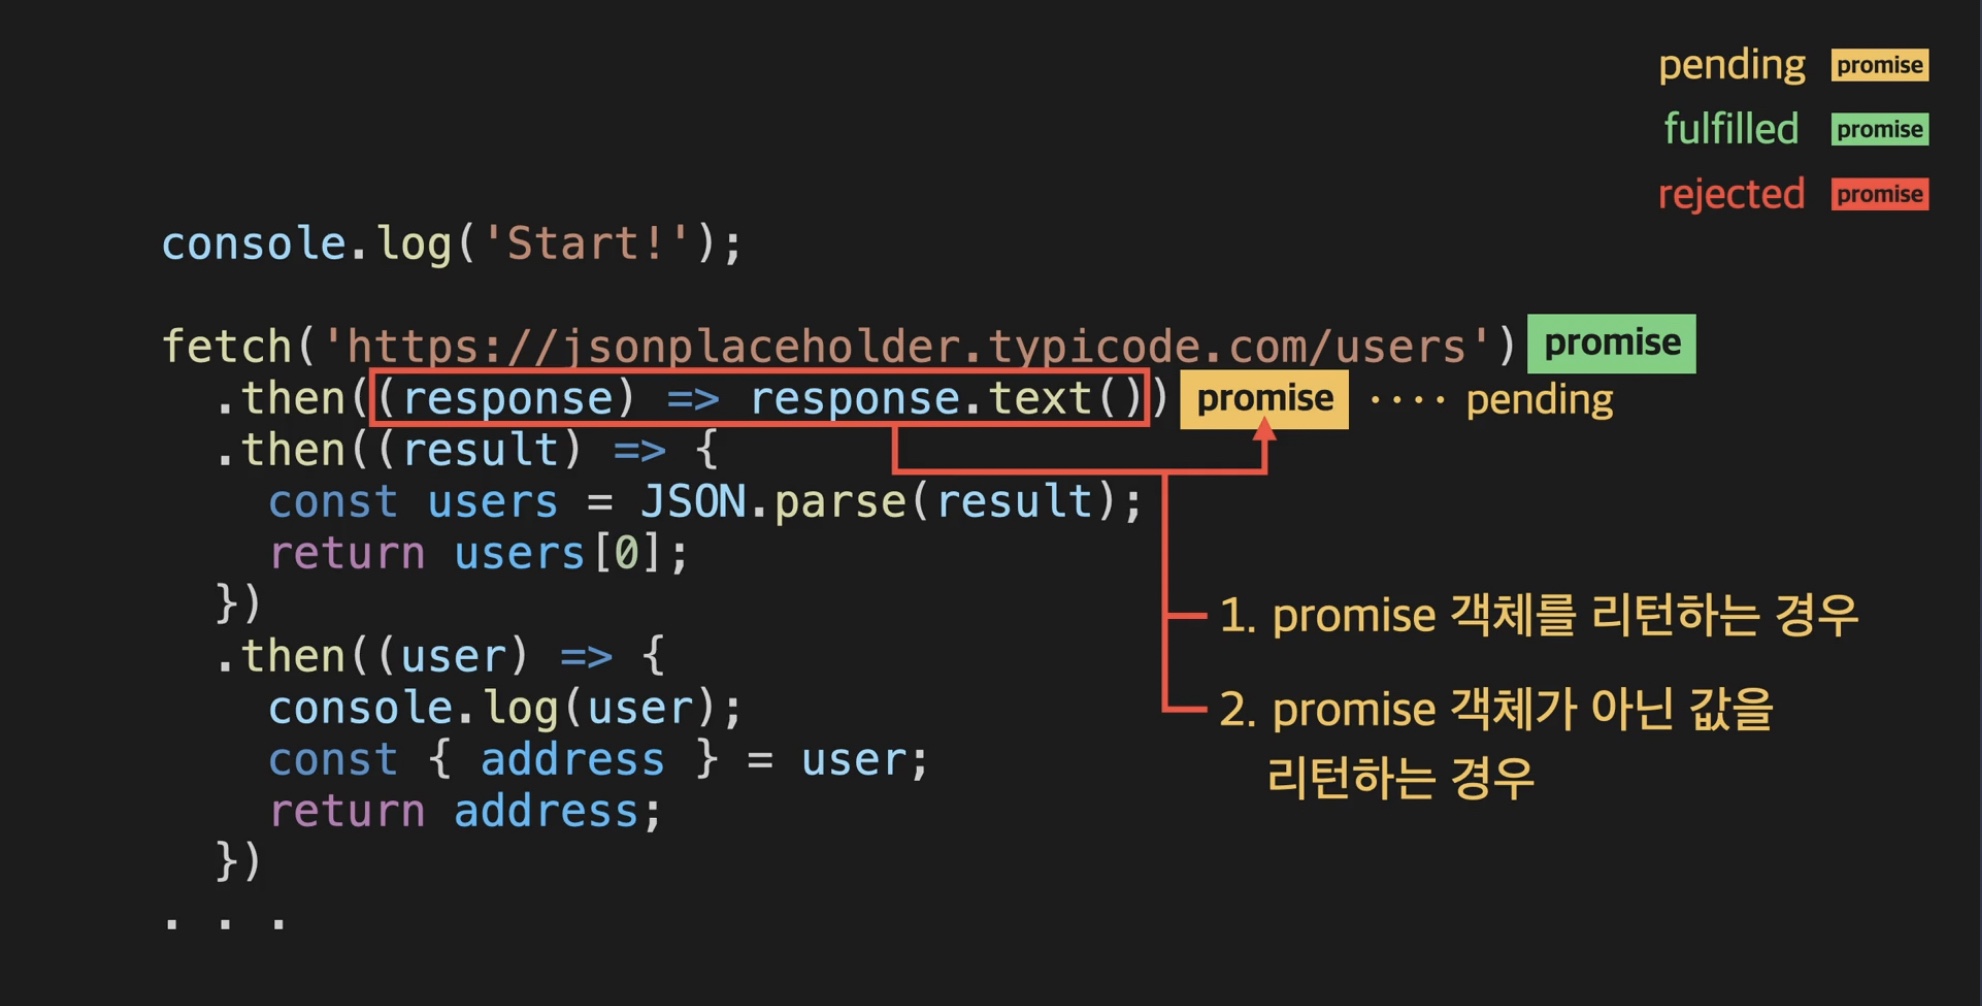 pending promise
fulfilled promise
rejected promise
console.log('Start!');
fetch('https://jsonplaceholder.typicode.com/users') promise
  .then((response) => response.text()) promise ···· pending
  .then((result) => {
    const users = JSON.parse(result);
    return users[0];
  })
  .then((user) => {
    console.log(user);
    const { address } = user;
    return address;
  })
. . .
1. promise 객체를 리턴하는 경우
2. promise 객체가 아닌 값을
리턴하는 경우